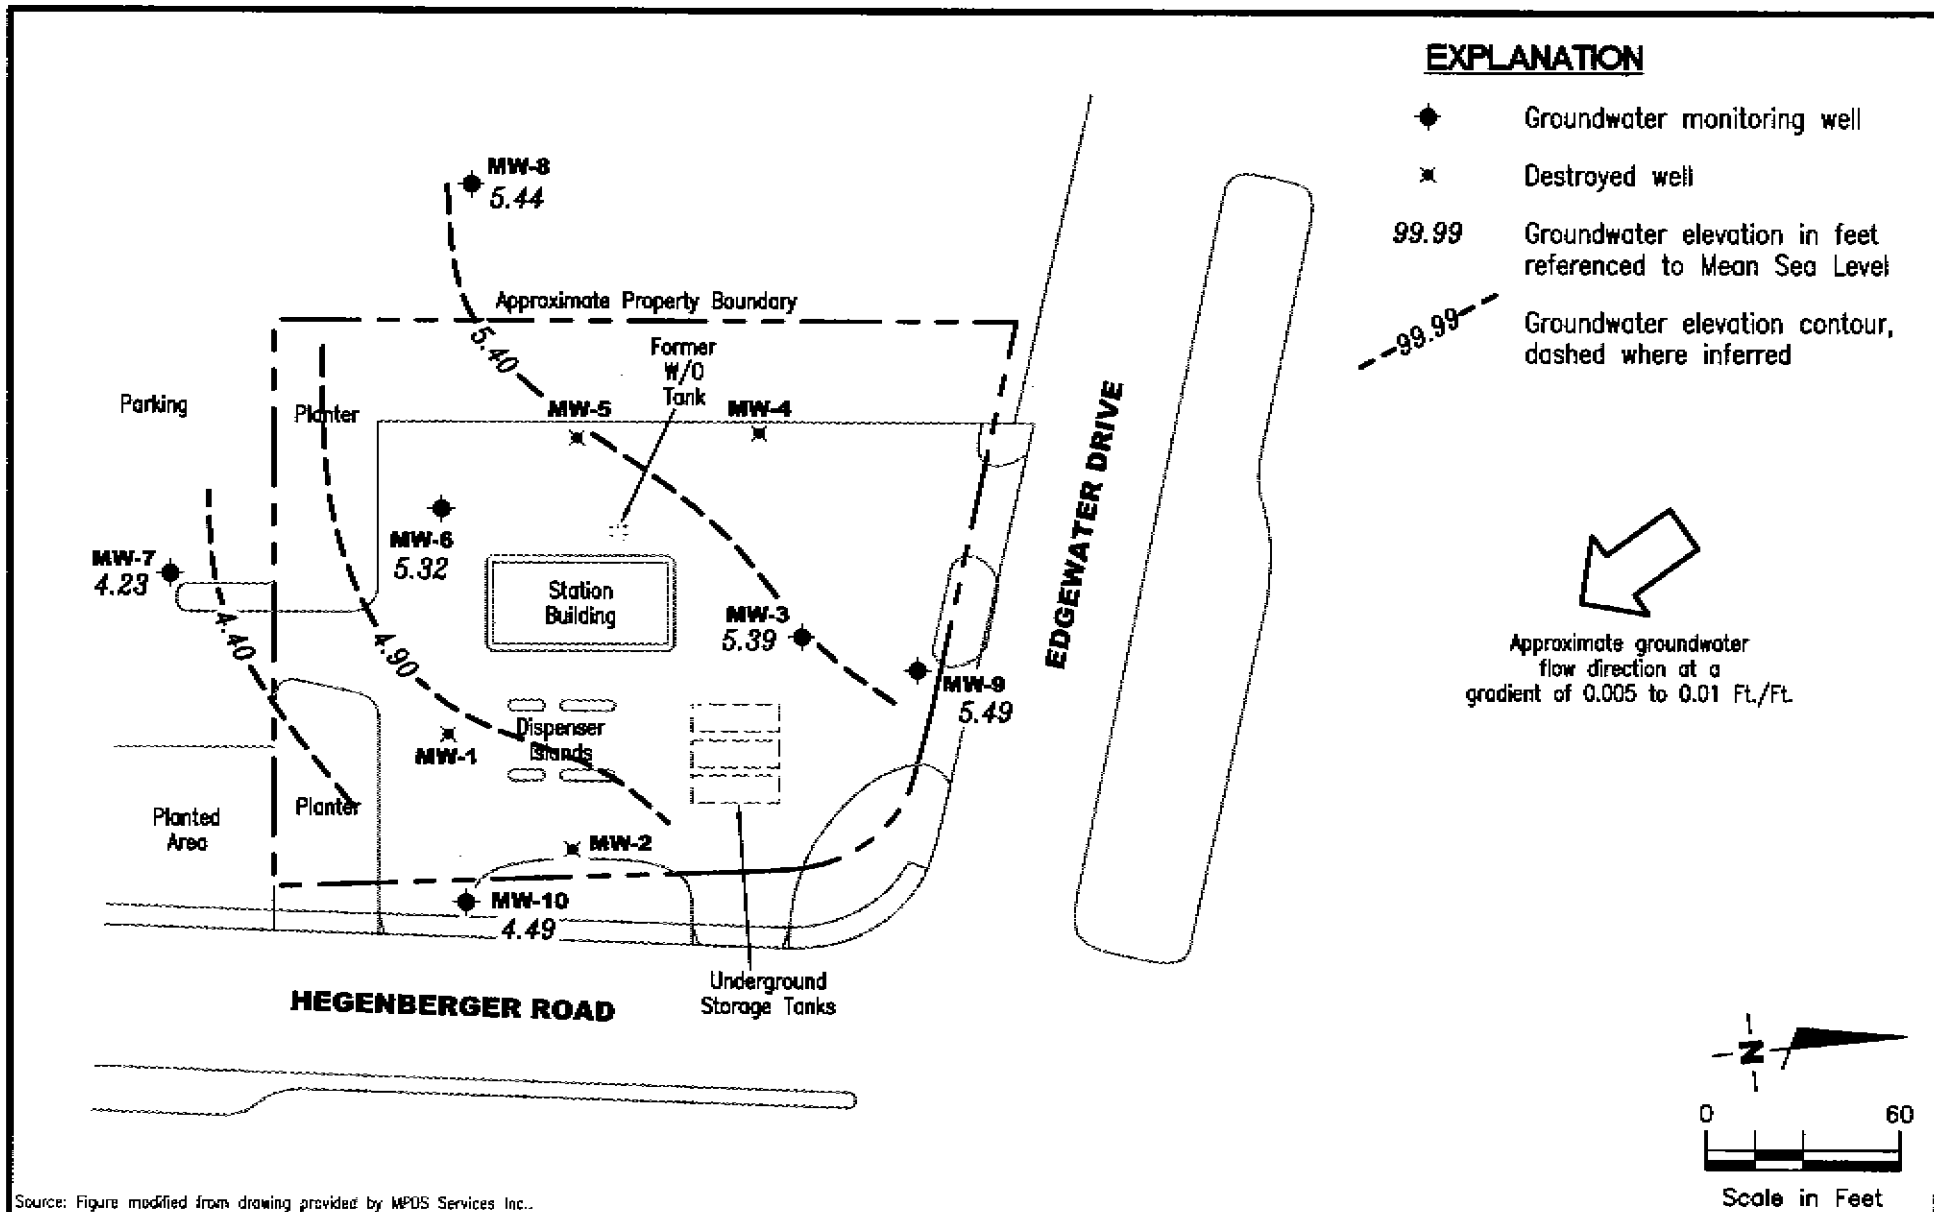 EXPLANATION
Groundwater monitoring well
Destroyed well
99.99
Groundwater elevation in feet
referenced to Mean Sea Level
99.99
Groundwater elevation contour,
dashed where inferred
MW-8
5.44
Approximate Property Boundary
5.40
Former
W/O
Tank
Parking
Planter
MW-5
MW-4
MW-6
5.32
MW-7
4.23
Station
Building
MW-3
5.39
EDGEWATER DRIVE
4.40
4.90
MW-9
5.49
Approximate groundwater
flow direction at a
gradient of 0.005 to 0.01 Ft./Ft.
MW-1
Dispenser
Islands
Planted
Area
Planter
MW-2
MW-10
4.49
Underground
Storage Tanks
HEGENBERGER ROAD
N
0 60
Scale in Feet
Source: Figure modified from drawing provided by MPDS Services Inc..